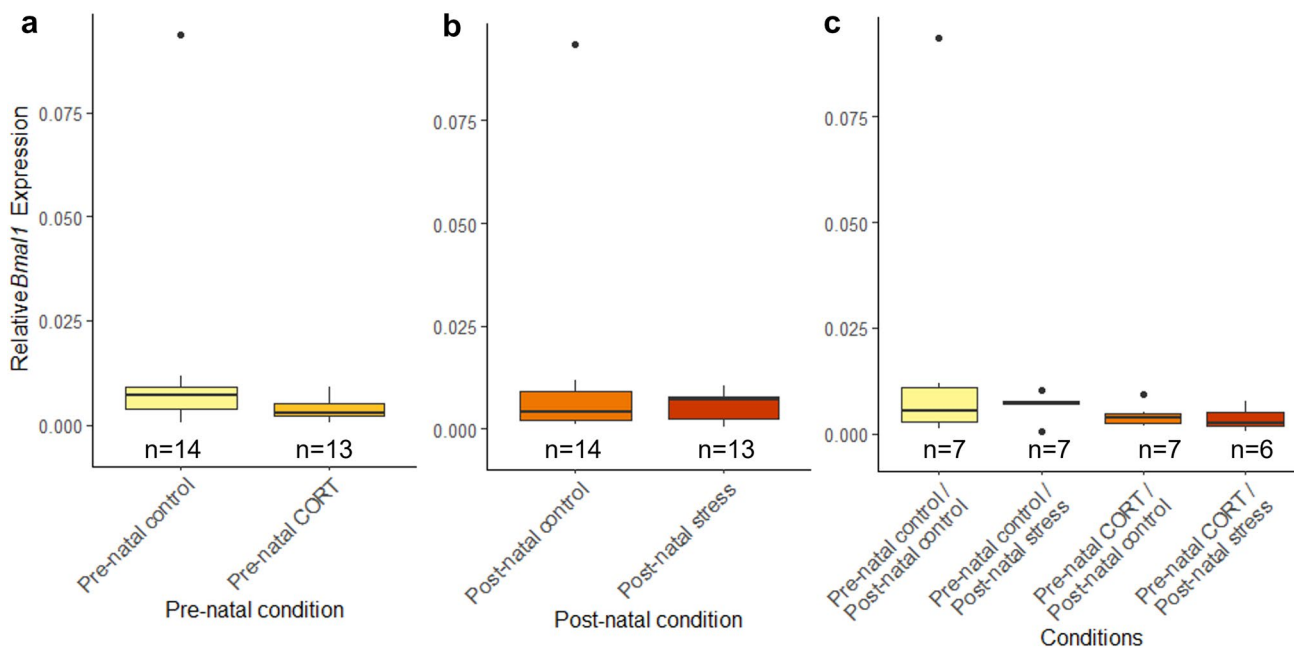 a
Relative Bmal1 Expression
0.075
0.050
0.025
0.000
n=14
n=13
Pre-natal control
Pre-natal CORT
Pre-natal condition
b
0.075
0.050
0.025
0.000
n=14
n=13
Post-natal control
Post-natal stress
Post-natal condition
c
0.075
0.050
0.025
0.000
n=7
n=7
n=7
n=6
Pre-natal control /
Post-natal control
Pre-natal control /
Post-natal stress
Pre-natal CORT /
Post-natal control
Pre-natal CORT /
Post-natal stress
Conditions